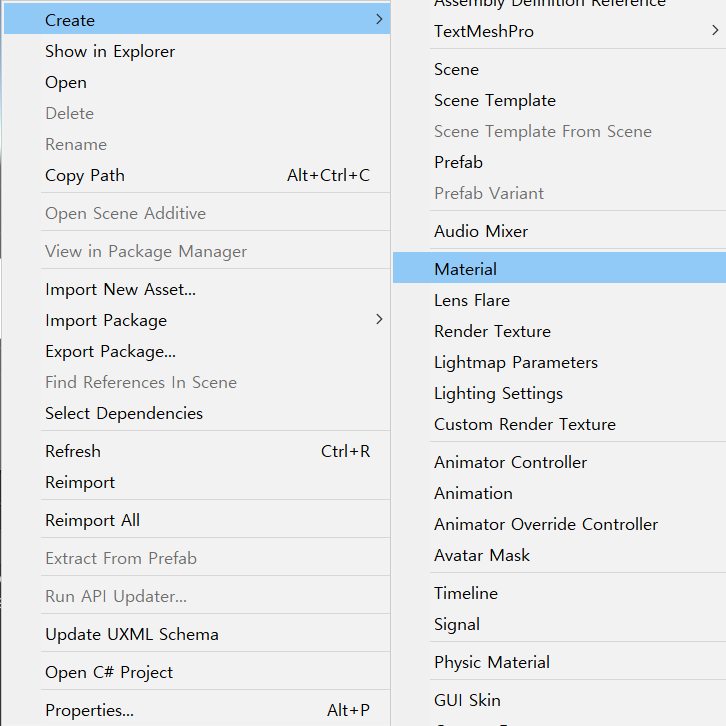 Create
Show in Explorer
Open
Delete
Rename
Copy Path Alt+Ctrl+C
Open Scene Additive
View in Package Manager
Import New Asset...
Import Package
Export Package...
Find References In Scene
Select Dependencies
Refresh Ctrl+R
Reimport
Reimport All
Extract From Prefab
Run API Updater...
Update UXML Schema
Open C# Project
Properties... Alt+P
Assembly Definition Reference
TextMeshPro
Scene
Scene Template
Scene Template From Scene
Prefab
Prefab Variant
Audio Mixer
Material
Lens Flare
Render Texture
Lightmap Parameters
Lighting Settings
Custom Render Texture
Animator Controller
Animation
Animator Override Controller
Avatar Mask
Timeline
Signal
Physic Material
GUI Skin